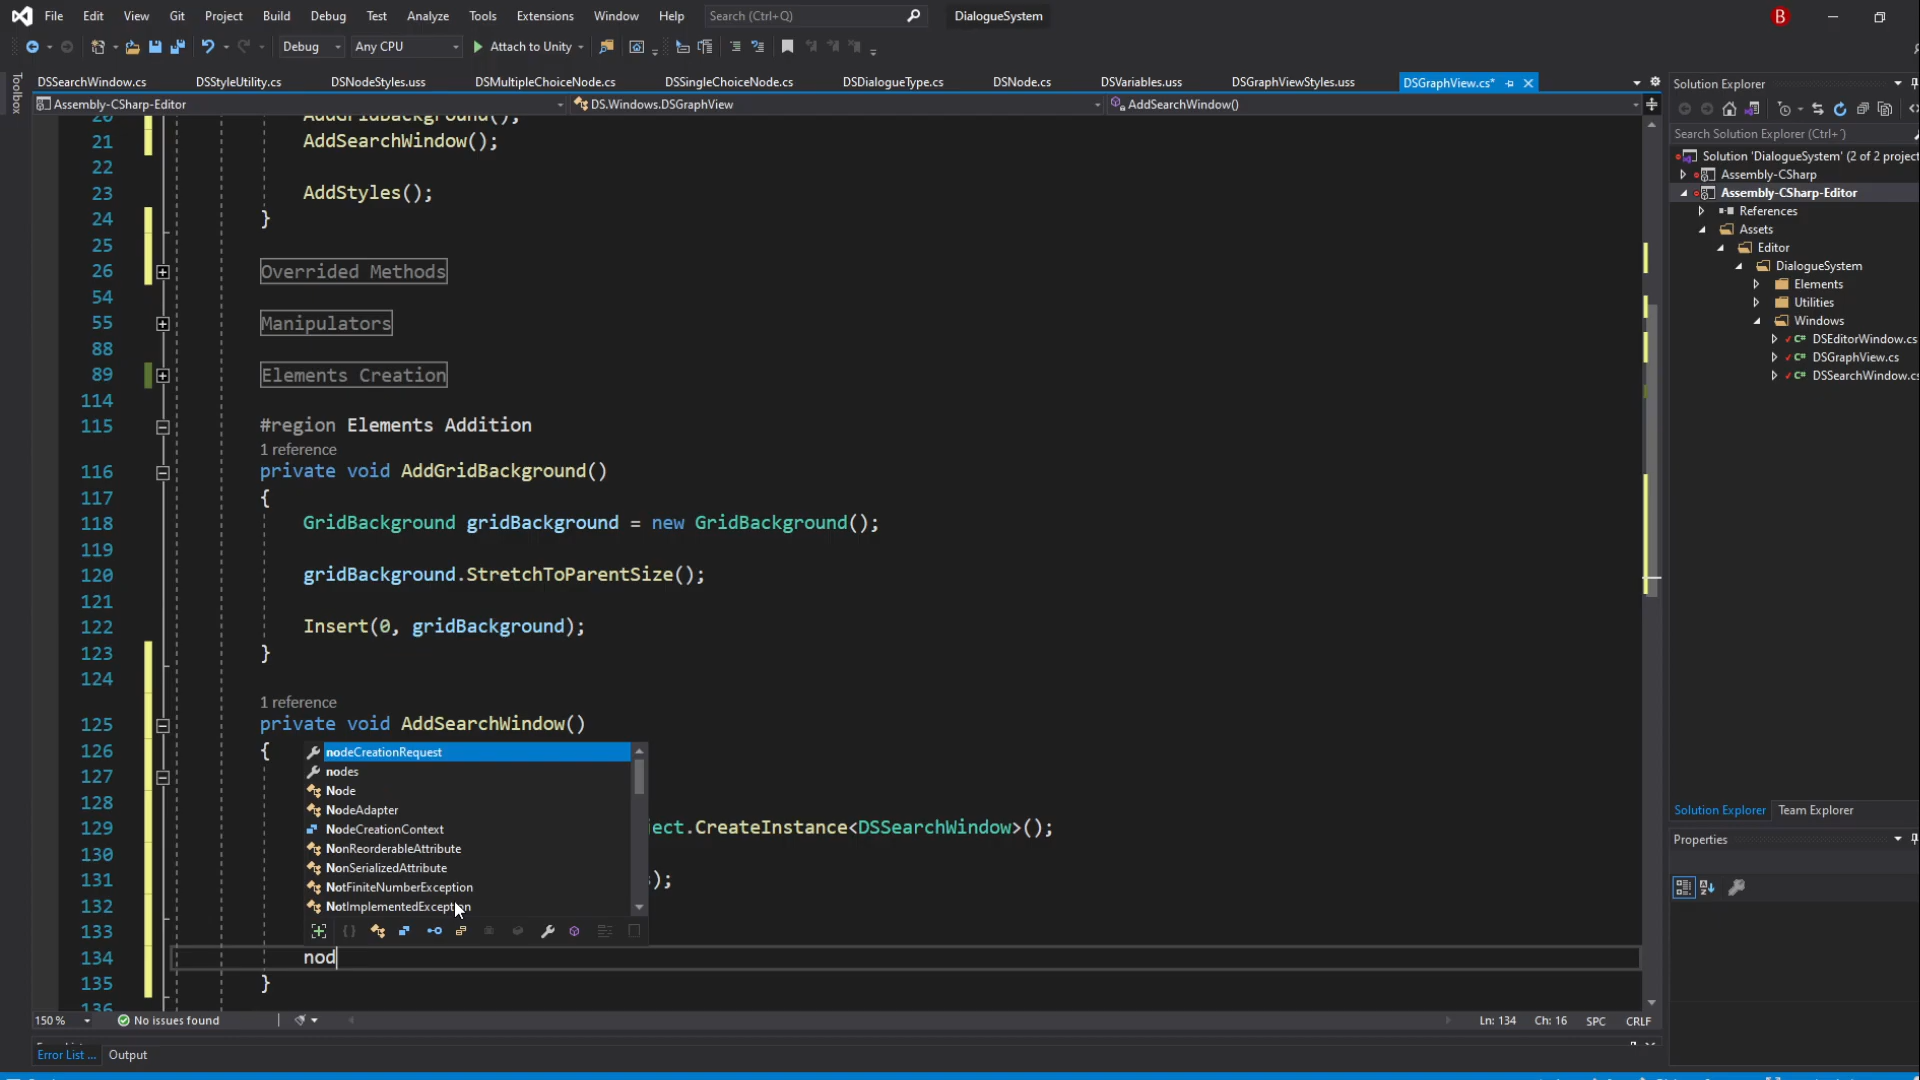 File Edit View Git Project Build Debug Test Analyze Tools Extensions Window Help Search (Ctrl+Q) DialogueSystem B
Debug Any CPU Attach to Unity
Toolbox
DSSearchWindow.cs DSStyleUtility.cs DSNodeStyles.uss DSMultipleChoiceNode.cs DSSingleChoiceNode.cs DSDialogueType.cs DSNode.cs DSVariables.uss DSGraphViewStyles.uss DSGraphView.cs*
Assembly-CSharp-Editor DS.Windows.DSGraphView AddSearchWindow()
20 AddGridBackground();
21 AddSearchWindow();
22
23 AddStyles();
24 }
25
26 Overrided Methods
54
55 Manipulators
88
89 Elements Creation
114
115 #region Elements Addition
1 reference
116 private void AddGridBackground()
117 {
118 GridBackground gridBackground = new GridBackground();
119
120 gridBackground.StretchToParentSize();
121
122 Insert(0, gridBackground);
123 }
124
1 reference
125 private void AddSearchWindow()
126 { nodeCreationRequest
127 nodes
Node
128 NodeAdapter
129 NodeCreationContext ject.CreateInstance<DSSearchWindow>();
130 NonReorderableAttribute
NonSerializedAttribute
131 NotFiniteNumberException );
132 NotImplementedException
133
134 nod
135 }
136
150 % No issues found Ln: 134 Ch: 16 SPC CRLF
Error List ... Output
Solution Explorer
Search Solution Explorer (Ctrl+ ¨)
Solution 'DialogueSystem' (2 of 2 project
Assembly-CSharp
Assembly-CSharp-Editor
References
Assets
Editor
DialogueSystem
Elements
Utilities
Windows
DSEditorWindow.cs
DSGraphView.cs
DSSearchWindow.cs
Solution Explorer Team Explorer
Properties